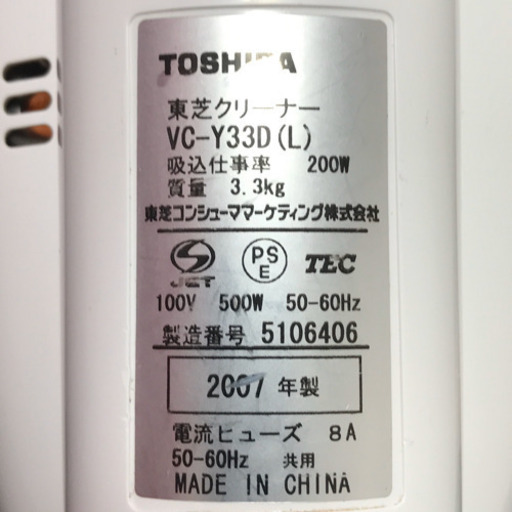 TOSHIBA
東芝クリーナー
VC-Y33D(L)
吸込仕事率 200W
質量 3.3kg
東芝コンシューママーケティング株式会社
JET PSE TEC
100V 500W 50-60Hz
製造番号 5106406
2007 年製
電流ヒューズ 8A
50-60Hz 共用
MADE IN CHINA